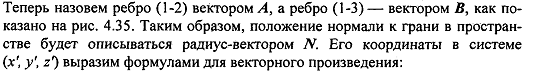 Теперь назовем ребро (1-2) вектором A, а ребро (1-3) — вектором B, как по-
казано на рис. 4.35. Таким образом, положение нормали к грани в простран-
стве будет описываться радиус-вектором N. Его координаты в системе
(x', y', z') выразим формулами для векторного произведения: